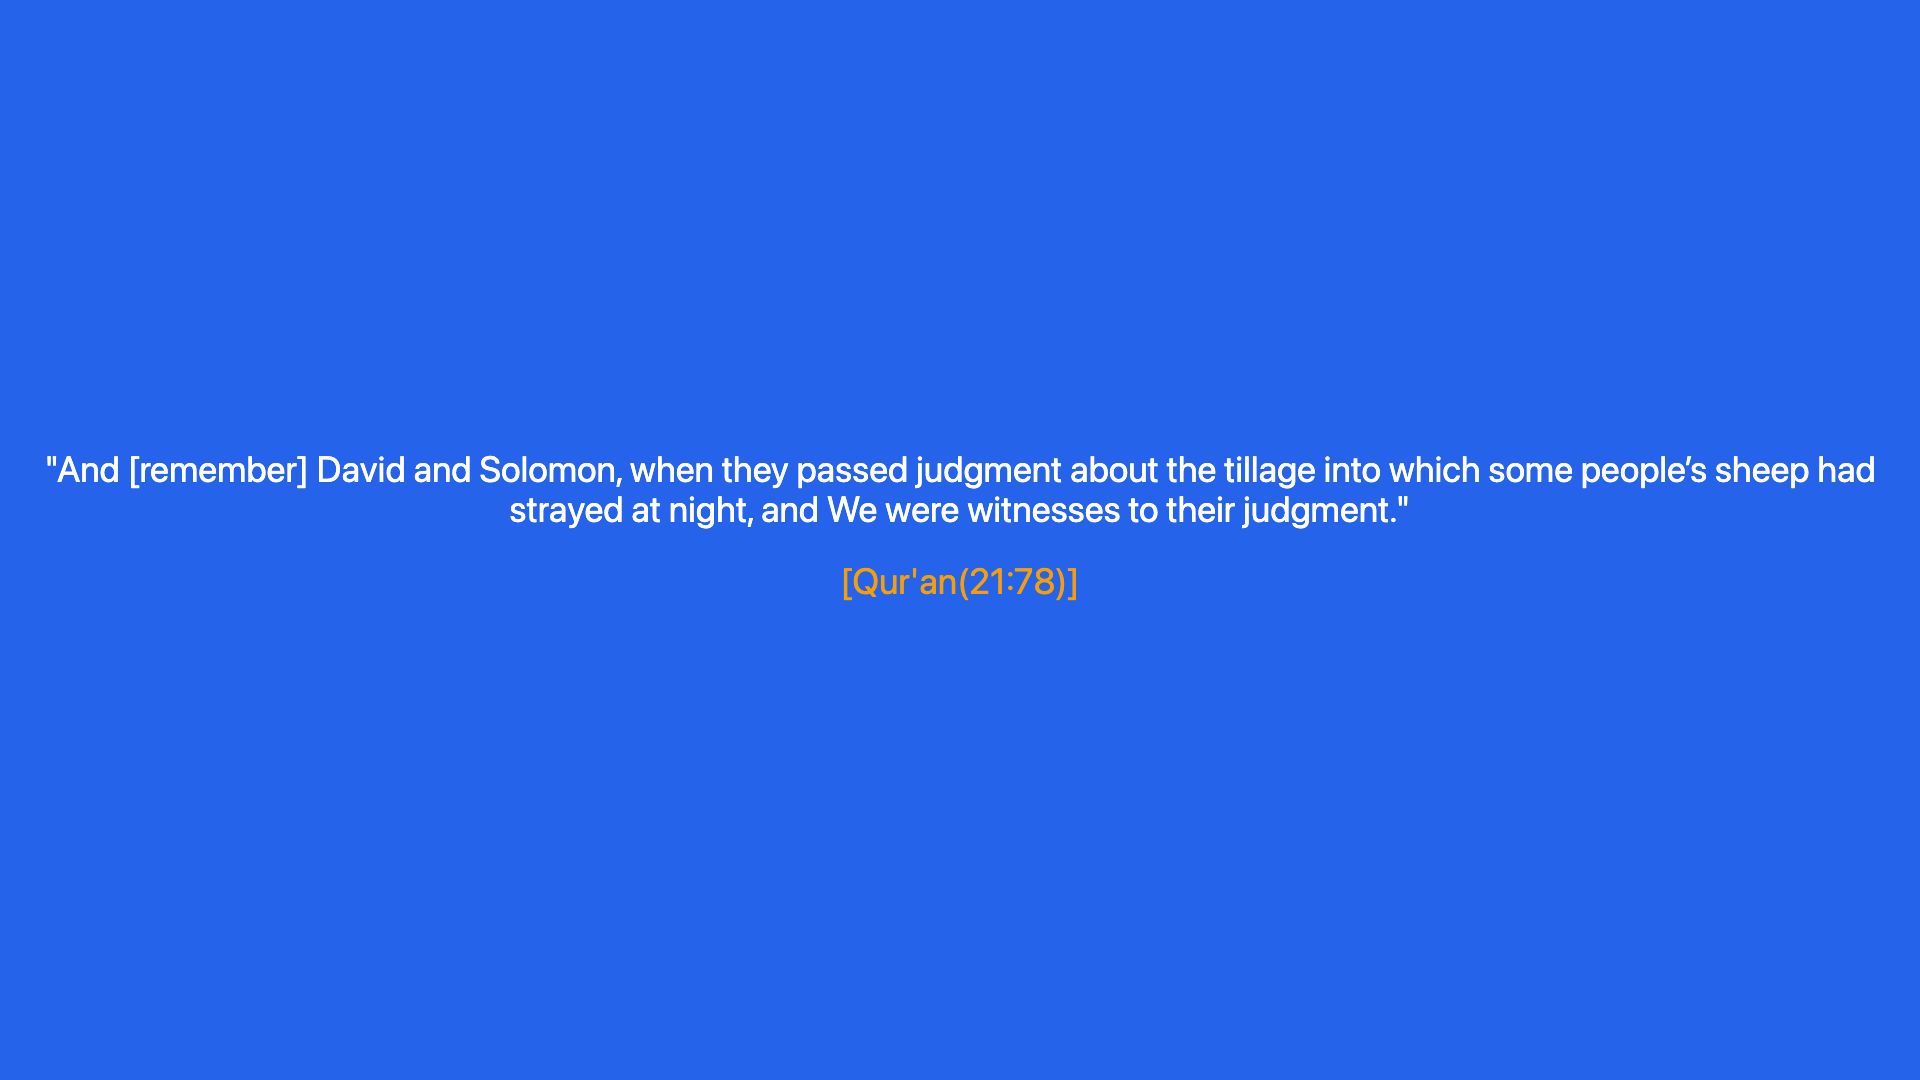 "And [remember] David and Solomon, when they passed judgment about the tillage into which some people’s sheep had
strayed at night, and We were witnesses to their judgment."
[Qur'an(21:78)]